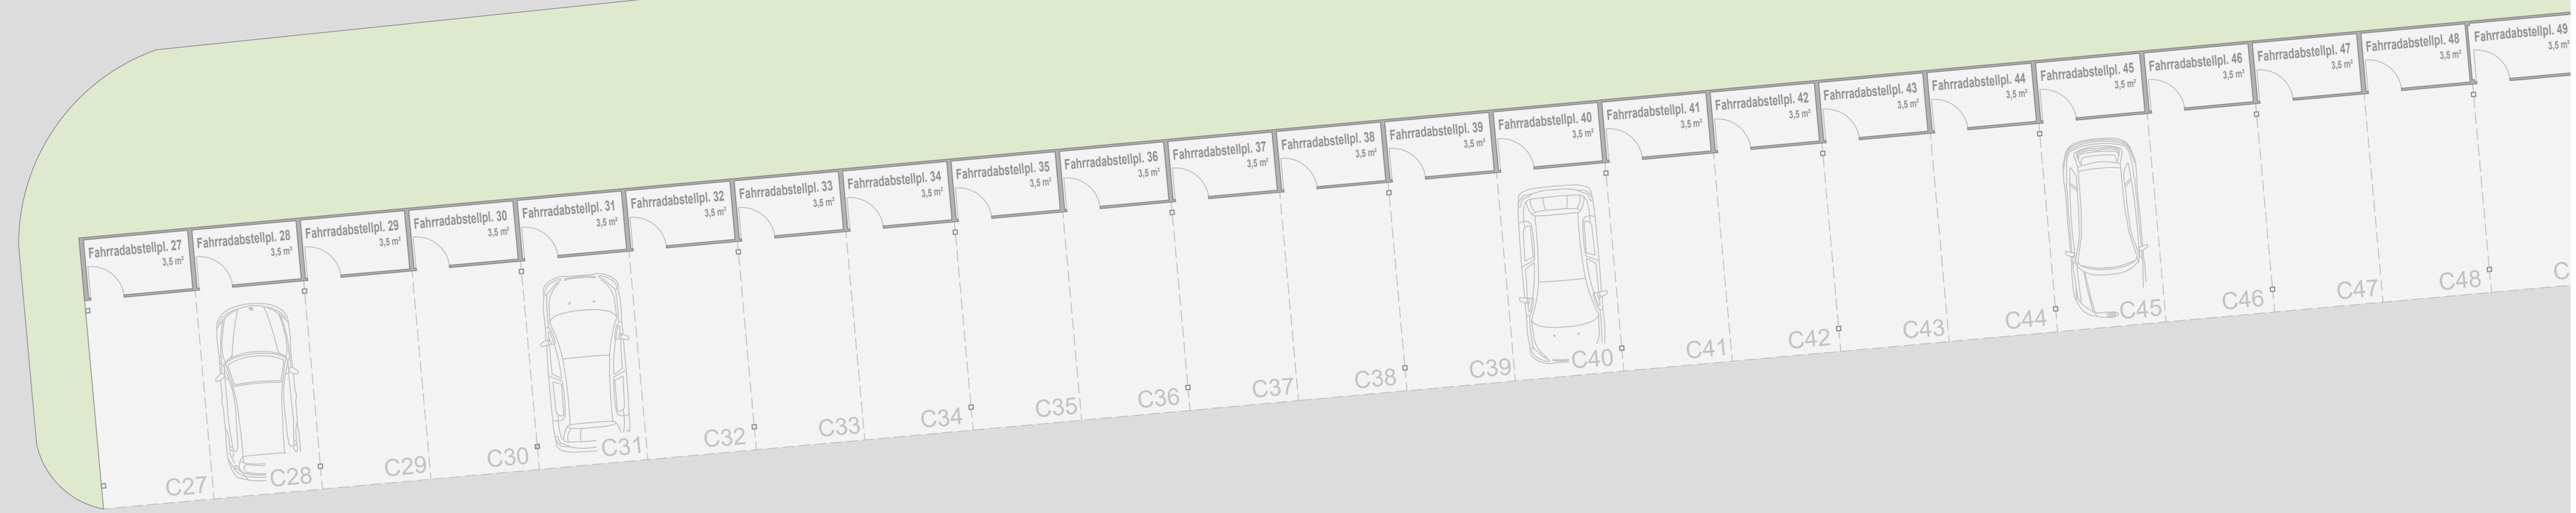 Fahrradabstellpl. 27
3,5 m²
Fahrradabstellpl. 28
3,5 m²
Fahrradabstellpl. 29
3,5 m²
Fahrradabstellpl. 30
3,5 m²
Fahrradabstellpl. 31
3,5 m²
Fahrradabstellpl. 32
3,5 m²
Fahrradabstellpl. 33
3,5 m²
Fahrradabstellpl. 34
3,5 m²
Fahrradabstellpl. 35
3,5 m²
Fahrradabstellpl. 36
3,5 m²
Fahrradabstellpl. 37
3,5 m²
Fahrradabstellpl. 38
3,5 m²
Fahrradabstellpl. 39
3,5 m²
Fahrradabstellpl. 40
3,5 m²
Fahrradabstellpl. 41
3,5 m²
Fahrradabstellpl. 42
3,5 m²
Fahrradabstellpl. 43
3,5 m²
Fahrradabstellpl. 44
3,5 m²
Fahrradabstellpl. 45
3,5 m²
Fahrradabstellpl. 46
3,5 m²
Fahrradabstellpl. 47
3,5 m²
Fahrradabstellpl. 48
3,5 m²
Fahrradabstellpl. 49
3,5 m²
C27
C28
C29
C30
C31
C32
C33
C34
C35
C36
C37
C38
C39
C40
C41
C42
C43
C44
C45
C46
C47
C48
C